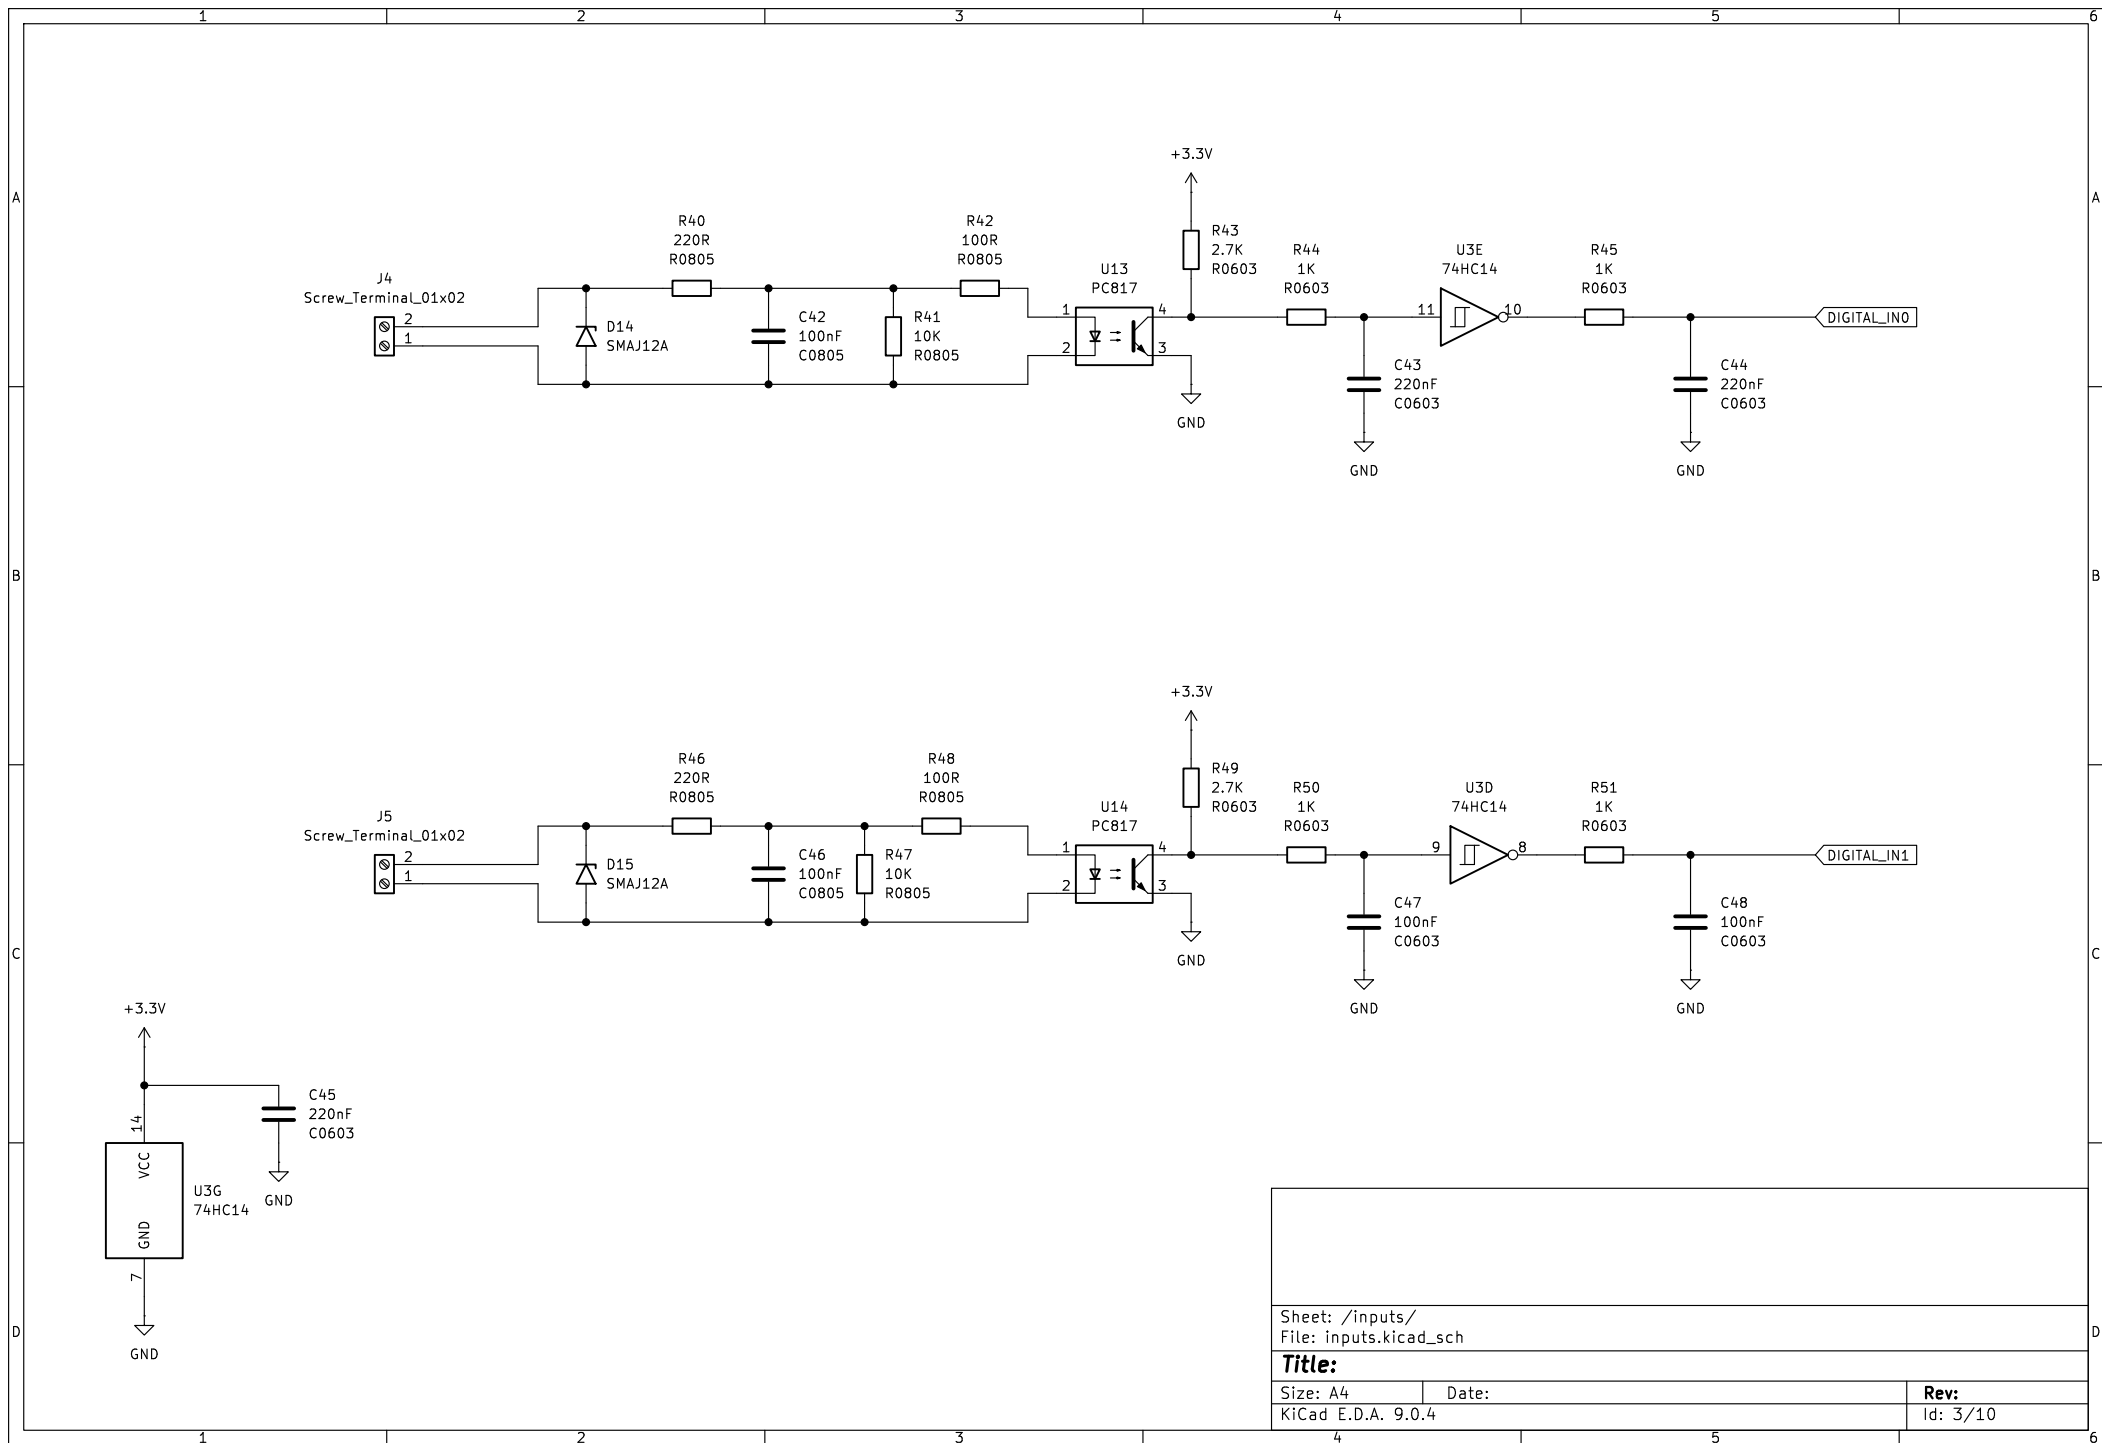 1 2 3 4 5 6
A A
+3.3V
R40
220R
R0805
R42
100R
R0805
R43
2.7K
R0603
R44
1K
R0603
U3E
74HC14
R45
1K
R0603
J4
Screw_Terminal_01x02
U13
PC817
2
1
D14
SMAJ12A
C42
100nF
C0805
R41
10K
R0805
1
2
4
3
11
10
DIGITAL_IN0
C43
220nF
C0603
C44
220nF
C0603
GND
GND
GND
B B
+3.3V
R46
220R
R0805
R48
100R
R0805
R49
2.7K
R0603
R50
1K
R0603
U3D
74HC14
R51
1K
R0603
J5
Screw_Terminal_01x02
U14
PC817
2
1
D15
SMAJ12A
C46
100nF
C0805
R47
10K
R0805
1
2
4
3
9
8
DIGITAL_IN1
C47
100nF
C0603
C48
100nF
C0603
GND
GND
GND
C C
+3.3V
C45
220nF
C0603
14
VCC
GND
7
U3G
74HC14
GND
GND
D D
Sheet: /inputs/
File: inputs.kicad_sch
Title:
Size: A4 Date: Rev:
KiCad E.D.A. 9.0.4 Id: 3/10
1 2 3 4 5 6